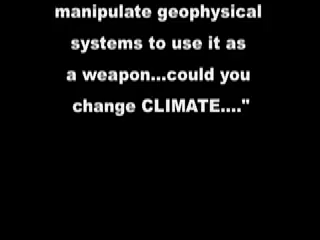 manipulate geophysical
systems to use it as
a weapon...could you
change CLIMATE...."